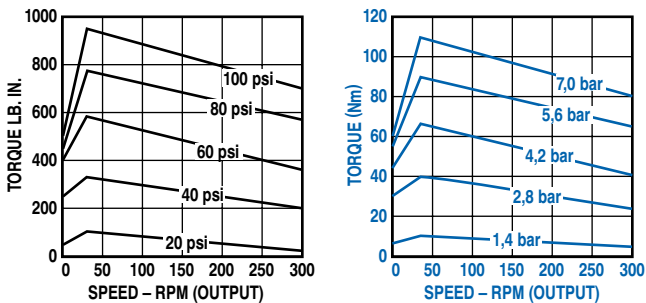 1000
800
600
400
200
0
TORQUE LB. IN.
100 psi
80 psi
60 psi
40 psi
20 psi
0 50 100 150 200 250 300
SPEED – RPM (OUTPUT)
120
100
80
60
40
20
0
TORQUE (Nm)
7,0 bar
5,6 bar
4,2 bar
2,8 bar
1,4 bar
0 50 100 150 200 250 300
SPEED – RPM (OUTPUT)